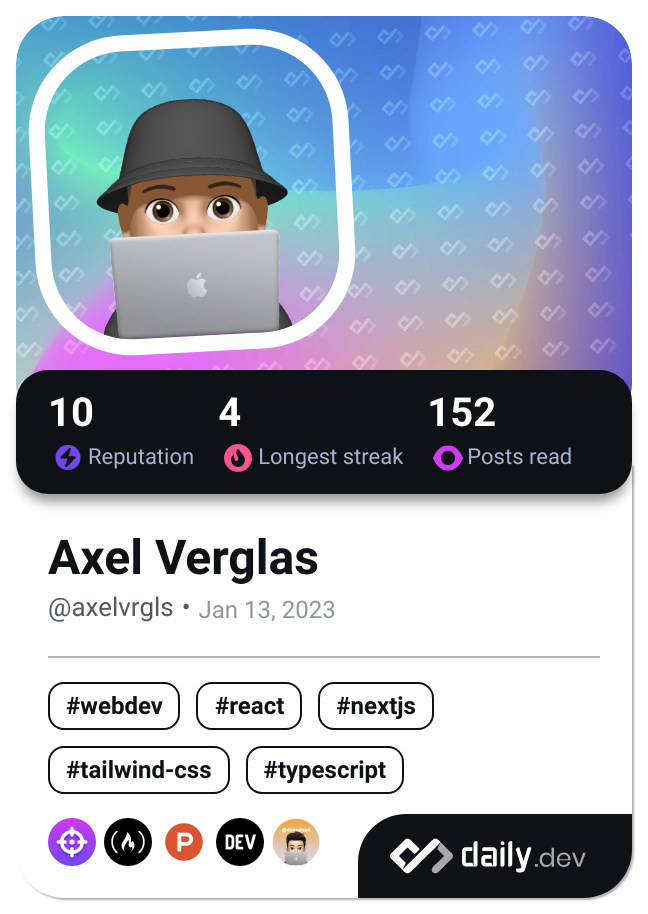 10 4 152
Reputation Longest streak Posts read
Axel Verglas
@axelvrgls • Jan 13, 2023
#webdev #react #nextjs
#tailwind-css #typescript
P DEV
daily.dev